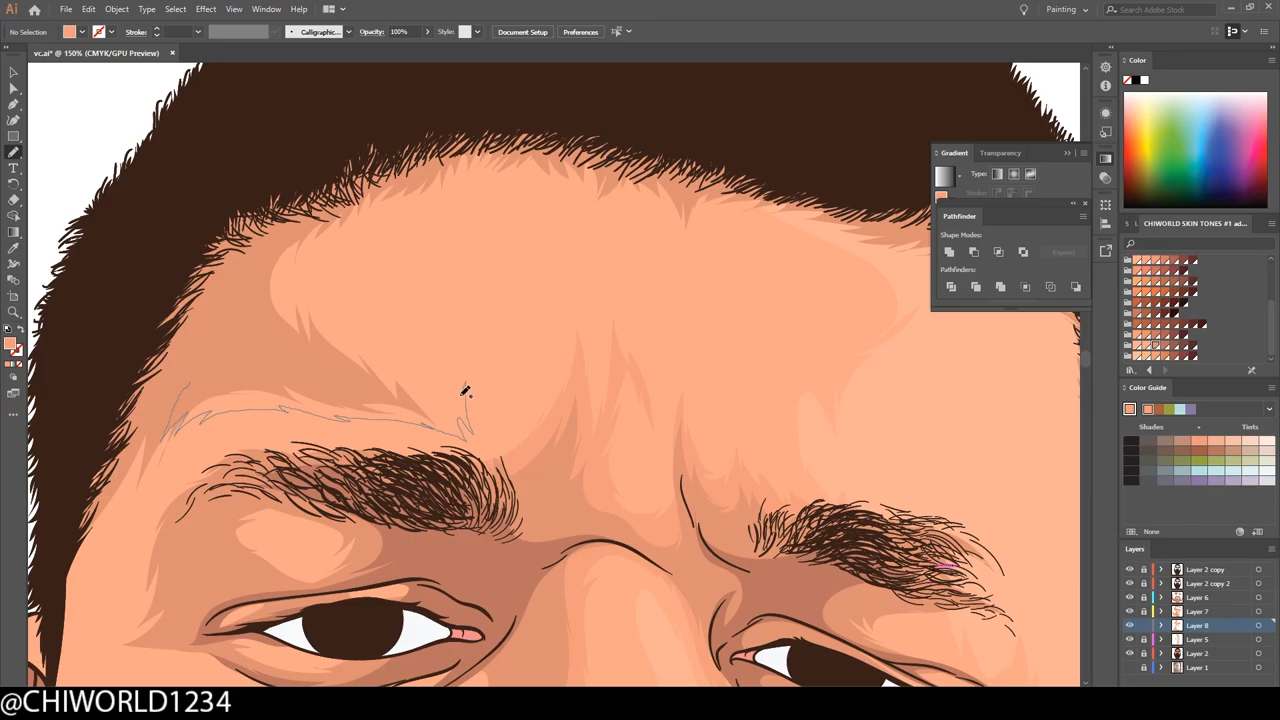 Ai File Edit Object Type Select Effect View Window Help Painting Search Adobe Stock
No Selection Stroke: Calligraphic... Opacity: 100% Style: Document Setup Preferences
vc.ai* @ 150% (CMYK/GPU Preview)
Color
Gradient Transparency
Type:
Stroke:
Pathfinder
Shape Modes:
Expand
Pathfinders:
S L CHIWORLD SKIN TONES #1 ad...
Color Guide
Shades Tints
None
Layers
Layer 2 copy
Layer 2 copy 2
Layer 6
Layer 7
Layer 8
Layer 5
Layer 2
Layer 1
@CHIWORLD1234